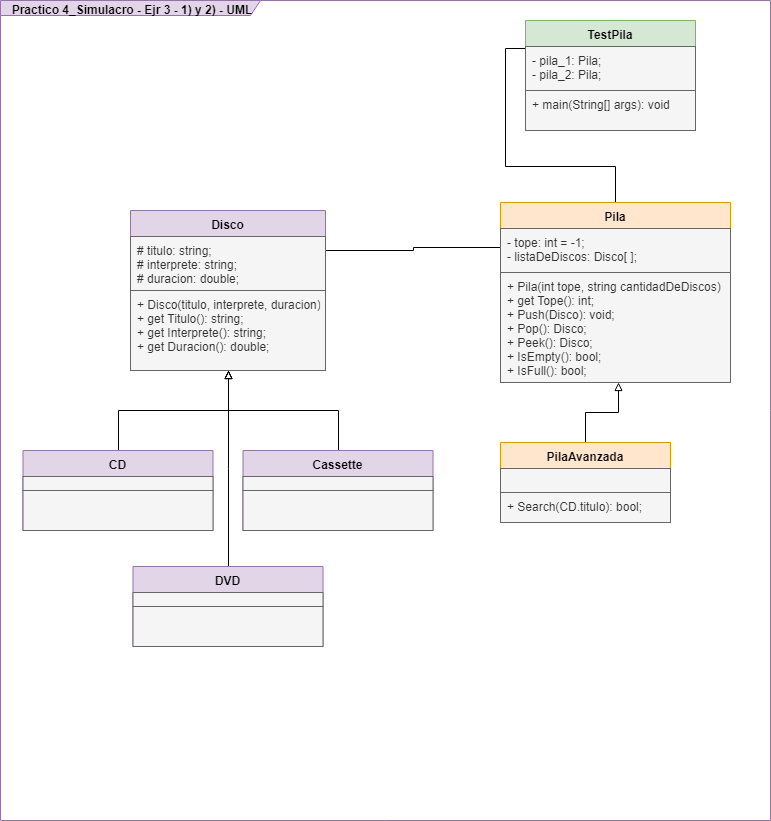 Practico 4_Simulacro - Ejr 3 - 1) y 2) - UML
TestPila
- pila_1: Pila;
- pila_2: Pila;
+ main(String[] args): void
Disco
# titulo: string;
# interprete: string;
# duracion: double;
+ Disco(titulo, interprete, duracion)
+ get Titulo(): string;
+ get Interprete(): string;
+ get Duracion(): double;
Pila
- tope: int = -1;
- listaDeDiscos: Disco[ ];
+ Pila(int tope, string cantidadDeDiscos)
+ get Tope(): int;
+ Push(Disco): void;
+ Pop(): Disco;
+ Peek(): Disco;
+ IsEmpty(): bool;
+ IsFull(): bool;
CD
Cassette
PilaAvanzada
+ Search(CD.titulo): bool;
DVD